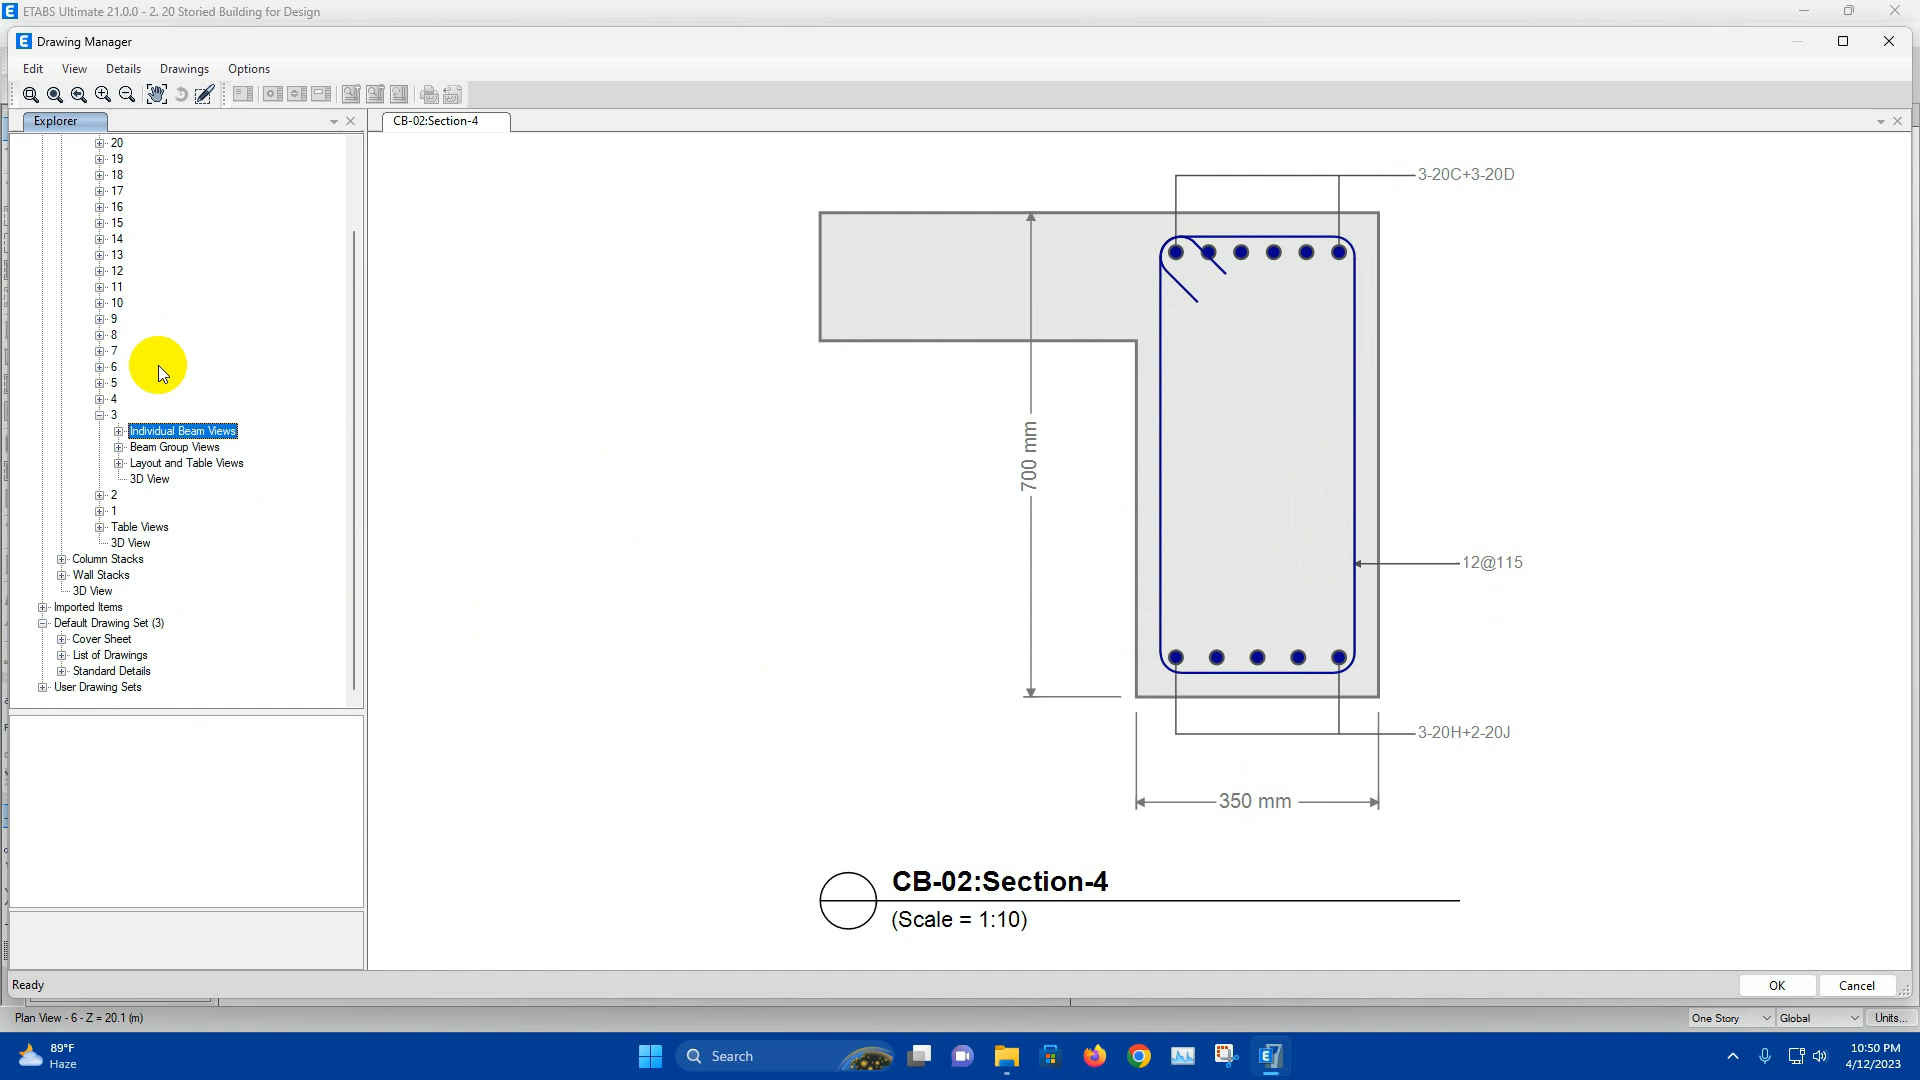 ETABS Ultimate 21.0.0 - 2. 20 Storied Building for Design
Drawing Manager
Edit View Details Drawings Options
Explorer
CB-02:Section-4
20
19
18
17
16
15
14
13
12
11
10
9
8
7
6
5
4
3
Individual Beam Views
Beam Group Views
Layout and Table Views
3D View
2
1
Table Views
3D View
Column Stacks
Wall Stacks
3D View
Imported Items
Default Drawing Set (3)
Cover Sheet
List of Drawings
Standard Details
User Drawing Sets
3-20C+3-20D
700 mm
12@115
3-20H+2-20J
350 mm
CB-02:Section-4
(Scale = 1:10)
Ready
OK Cancel
Plan View - 6 - Z = 20.1 (m)
One Story Global Units...
89°F
Haze
Search
10:50 PM
4/12/2023